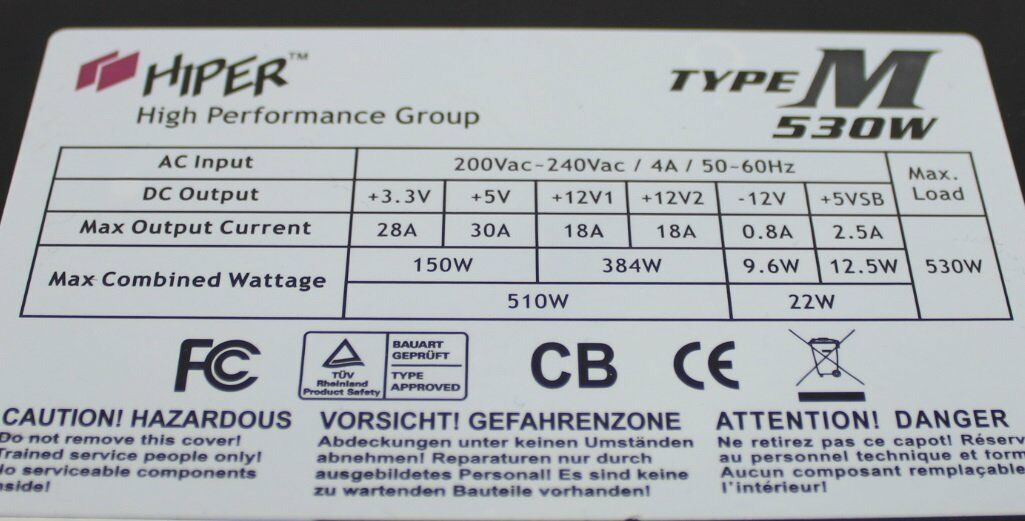 HIPER™
High Performance Group
TYPE M
530W
AC Input 200Vac~240Vac / 4A / 50~60Hz Max. Load
DC Output +3.3V +5V +12V1 +12V2 -12V +5VSB
Max Output Current 28A 30A 18A 18A 0.8A 2.5A
Max Combined Wattage 150W 384W 9.6W 12.5W 530W
510W 22W
FC
TÜV
Rheinland
Product Safety
BAUART
GEPRÜFT
TYPE
APPROVED
CB
CE
CAUTION! HAZARDOUS
Do not remove this cover!
Trained service people only!
No serviceable components
inside!
VORSICHT! GEFAHRENZONE
Abdeckungen unter keinen Umständen
abnehmen! Reparaturen nur durch
ausgebildetes Personal! Es sind keine
zu wartenden Bauteile vorhanden!
ATTENTION! DANGER
Ne retirez pas ce capot! Réserv
au personnel technique et form
Aucun composant remplaçable
l'intérieur!